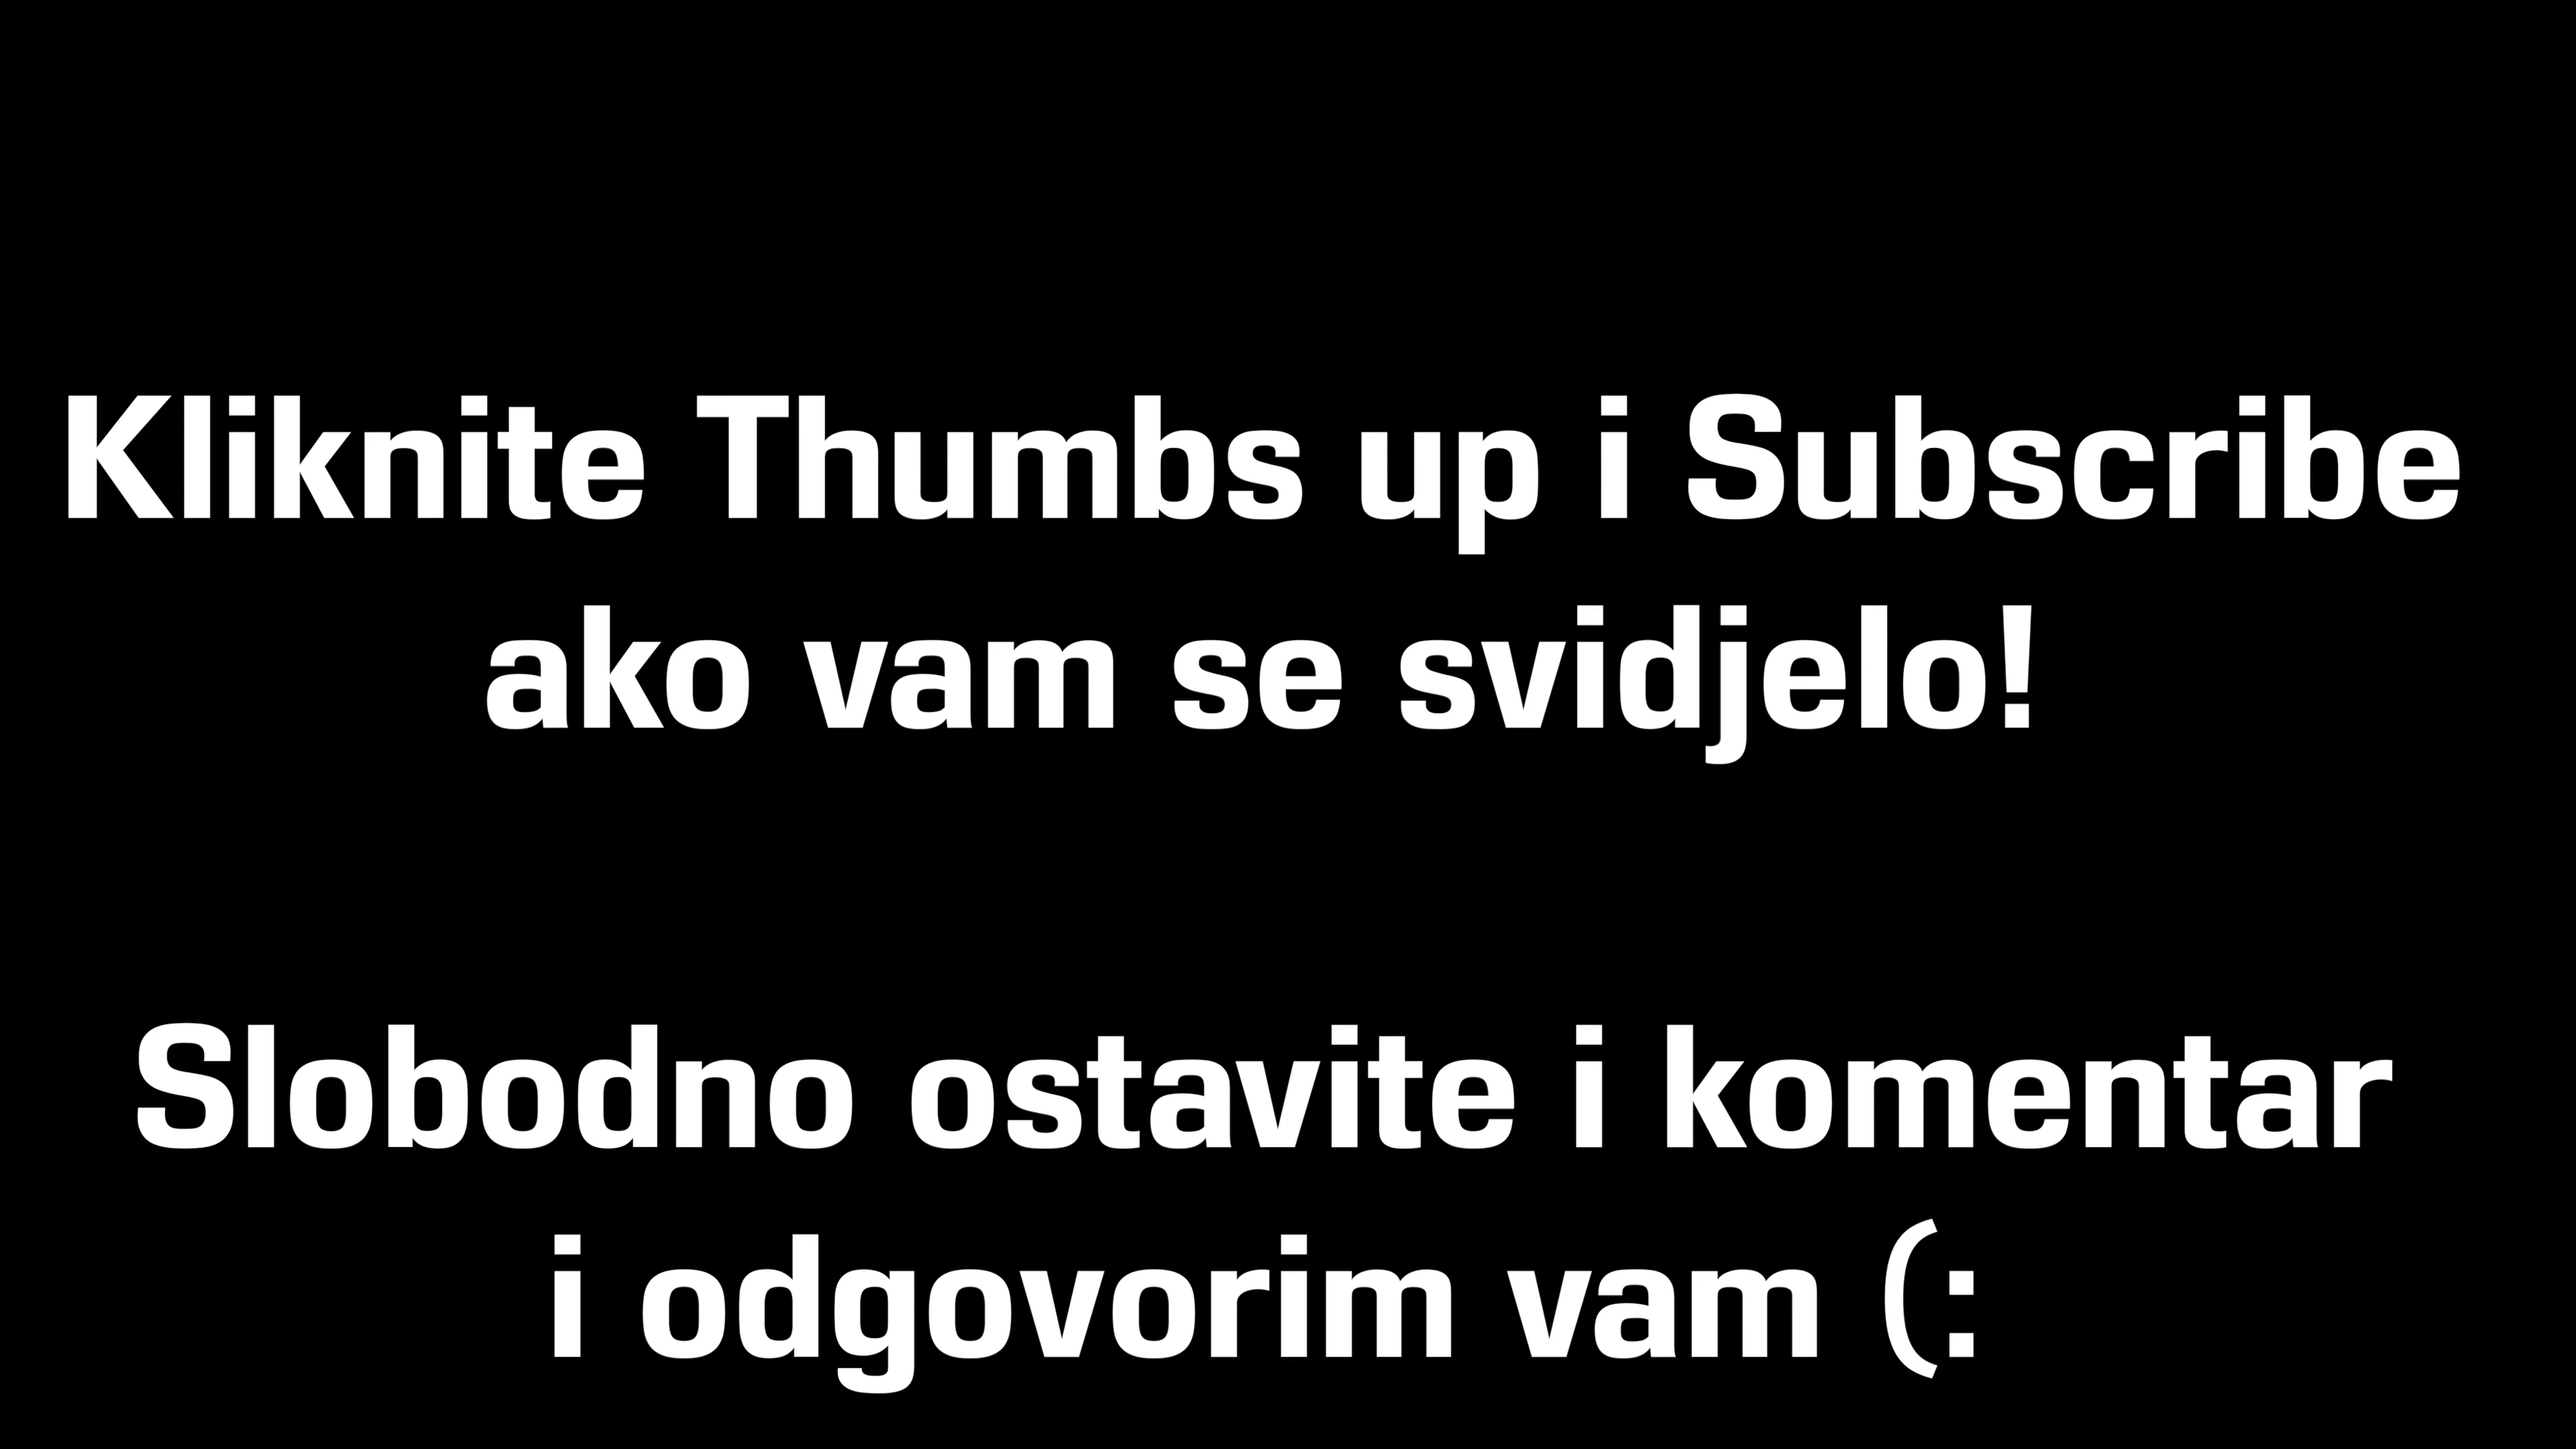 Kliknite Thumbs up i Subscribe
ako vam se svidjelo!
Slobodno ostavite i komentar
i odgovorim vam (: